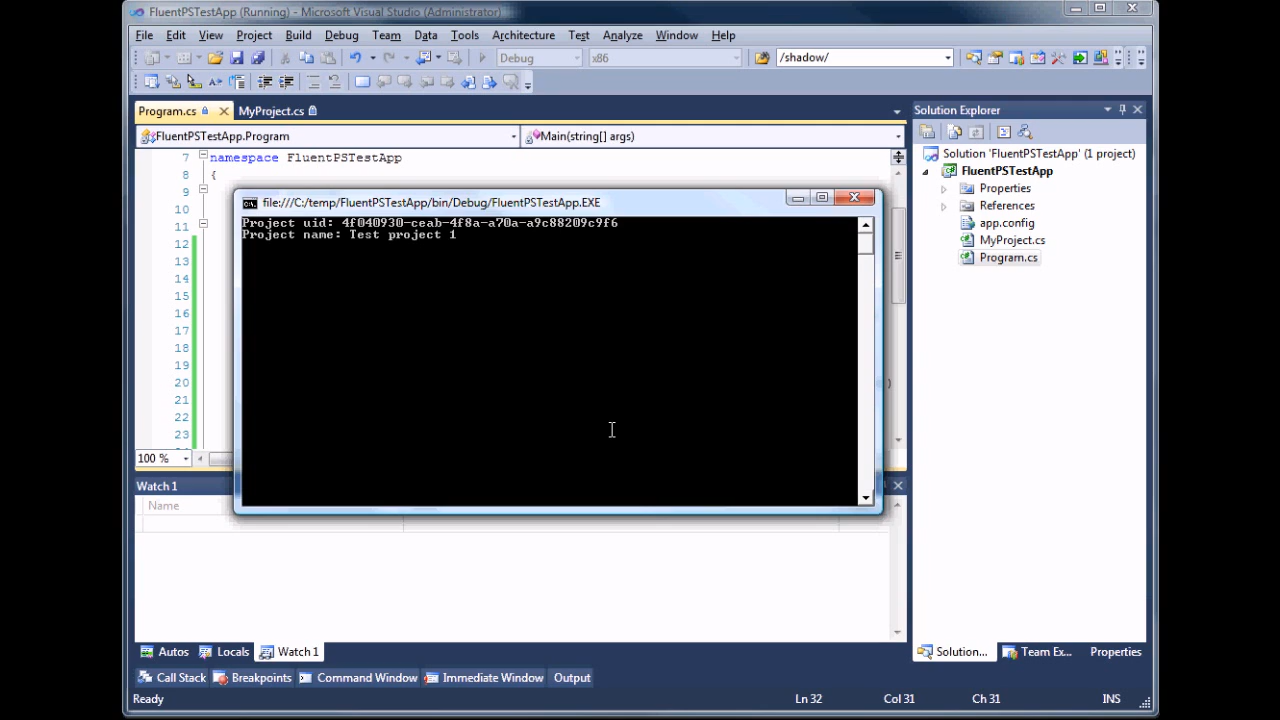 FluentPSTestApp (Running) - Microsoft Visual Studio (Administrator)
File Edit View Project Build Debug Team Data Tools Architecture Test Analyze Window Help
Debug x86 /shadow/
Program.cs MyProject.cs
FluentPSTestApp.Program Main(string[] args)
7 namespace FluentPSTestApp
8 {
9
10
11
12
13
14
15
16
17
18
19
20 )
21
22
23
file:///C:/temp/FluentPSTestApp/bin/Debug/FluentPSTestApp.EXE
Project uid: 4f040930-ceab-4f8a-a70a-a9c88209c9f6
Project name: Test project 1
100 %
Watch 1
Name
Autos Locals Watch 1
Call Stack Breakpoints Command Window Immediate Window Output
Solution Explorer
Solution 'FluentPSTestApp' (1 project)
FluentPSTestApp
Properties
References
app.config
MyProject.cs
Program.cs
Solution... Team Ex... Properties
Ready Ln 32 Col 31 Ch 31 INS